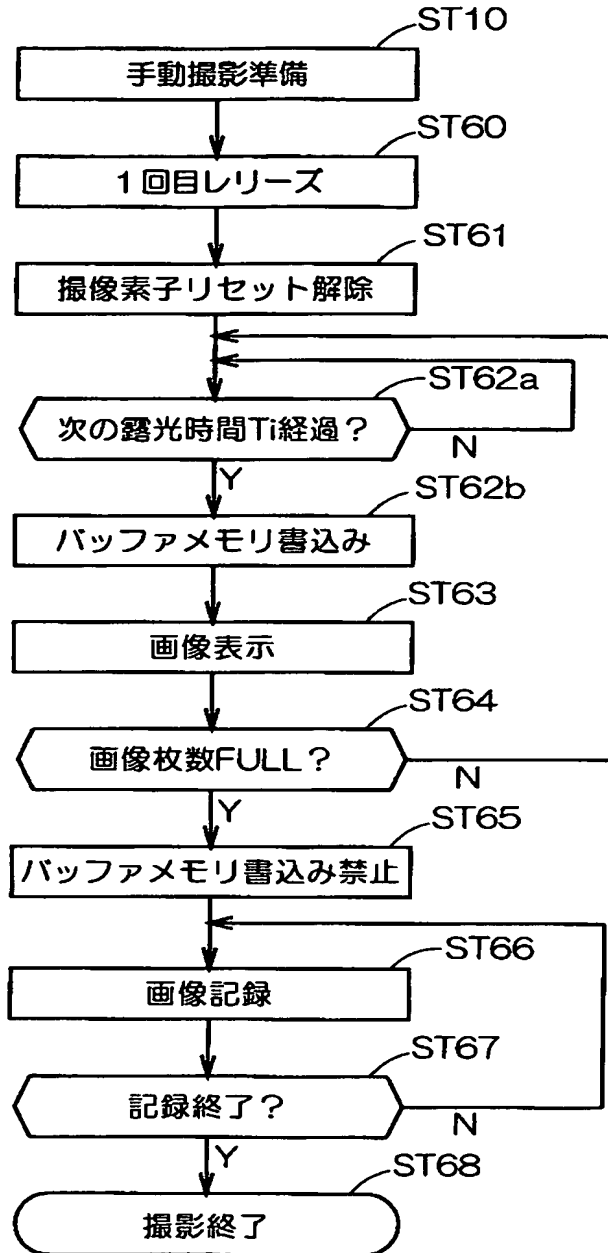 ST10
手動撮影準備
ST60
1回目レリーズ
ST61
撮像素子リセット解除
ST62a
次の露光時間Ti経過?
N
Y
ST62b
バッファメモリ書込み
ST63
画像表示
ST64
画像枚数FULL?
N
Y
ST65
バッファメモリ書込み禁止
ST66
画像記録
ST67
記録終了?
N
Y
ST68
撮影終了